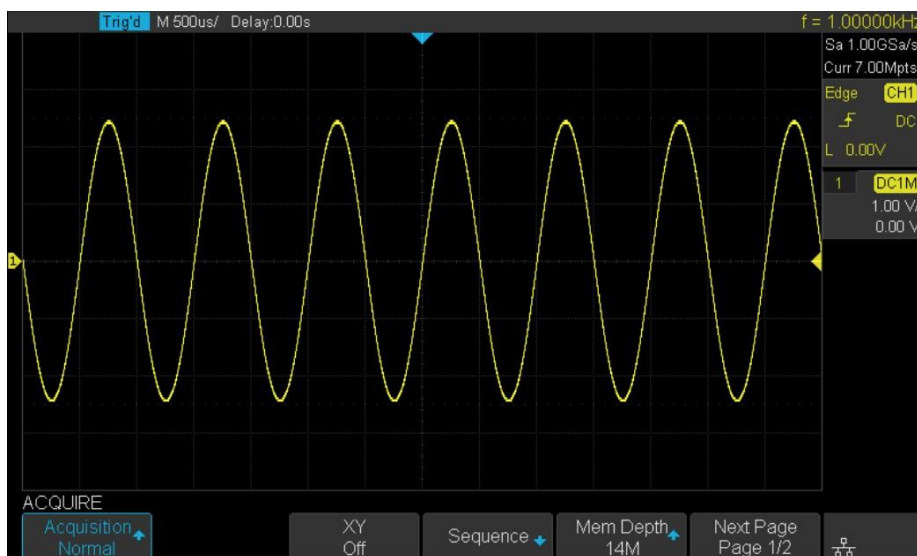 Trig'd M 500us/ Delay:0.00s f = 1.00000kHz
Sa 1.00GSa/s
Curr 7.00Mpts
Edge CH1
DC
L 0.00V
1 DC1M
1.00 V/
0.00 V
1
ACQUIRE
Acquisition
Normal
XY
Off
Sequence
Mem Depth
14M
Next Page
Page 1/2